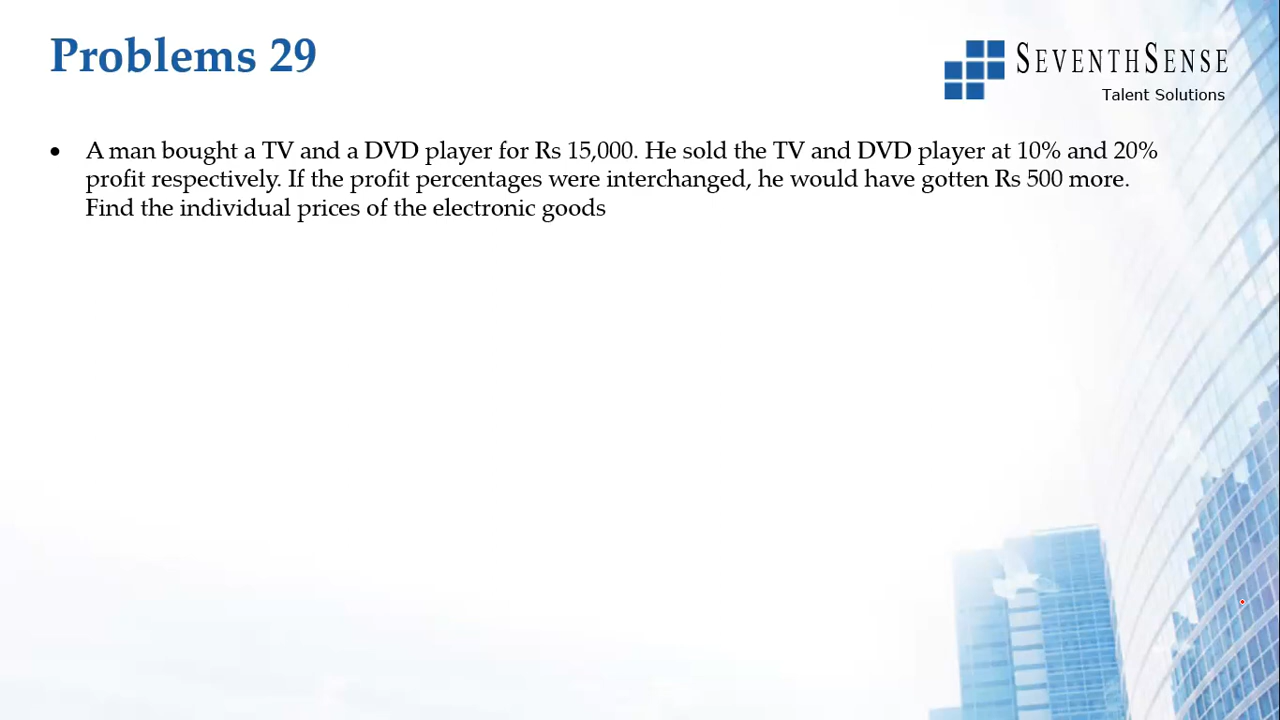 Problems 29
SEVENTHSENSE
Talent Solutions
• A man bought a TV and a DVD player for Rs 15,000. He sold the TV and DVD player at 10% and 20%
profit respectively. If the profit percentages were interchanged, he would have gotten Rs 500 more.
Find the individual prices of the electronic goods